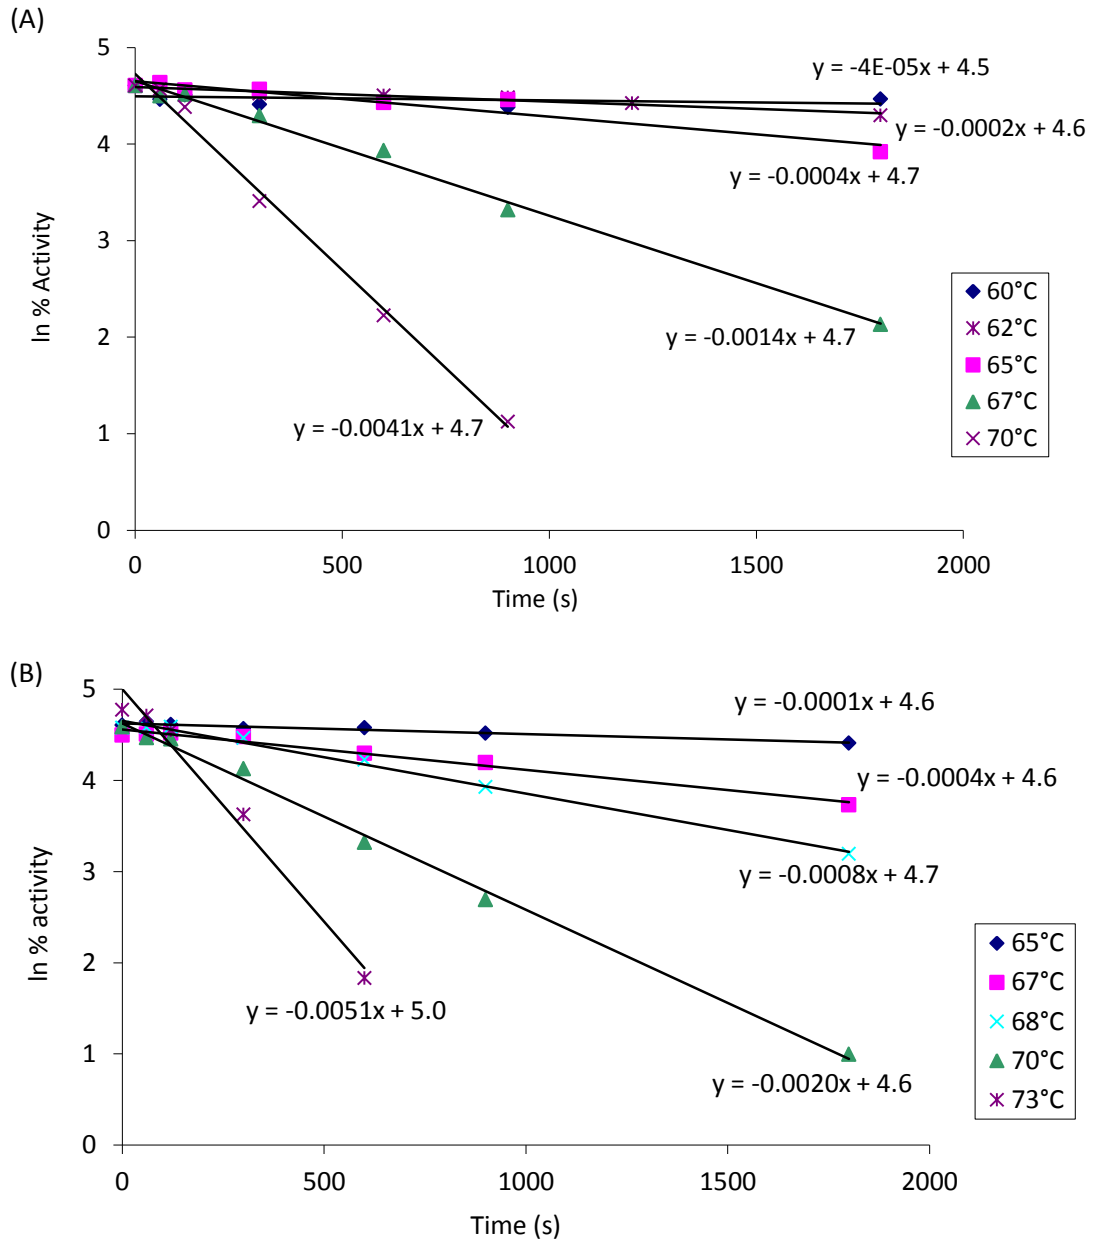 (A)
5
4
3
2
1
0
ln % Activity
0
500
1000
1500
2000
Time (s)
y = -4E-05x + 4.5
y = -0.0002x + 4.6
y = -0.0004x + 4.7
y = -0.0014x + 4.7
y = -0.0041x + 4.7
60°C
62°C
65°C
67°C
70°C
(B)
5
4
3
2
1
0
ln % activity
0
500
1000
1500
2000
Time (s)
y = -0.0001x + 4.6
y = -0.0004x + 4.6
y = -0.0008x + 4.7
y = -0.0051x + 5.0
y = -0.0020x + 4.6
65°C
67°C
68°C
70°C
73°C